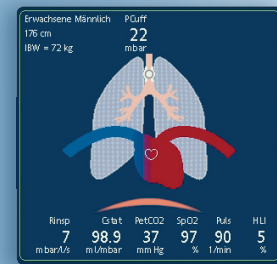 Erwachsene Männlich PCuff
176 cm 22
IBW = 72 kg mbar
Rinsp Cstat PetCO2 SpO2 Puls HLI
7 98.9 37 97 90 5
mbar/l/s ml/mbar mm Hg % 1/min %